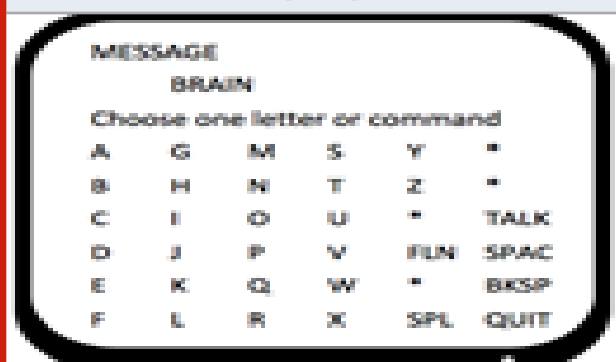 MESSAGE
BRAIN
Choose one letter or command
A G M S Y *
B H N T Z *
C I O U * TALK
D J P V FLN SPAC
E K Q W * BKSP
F L R X SPL QUIT